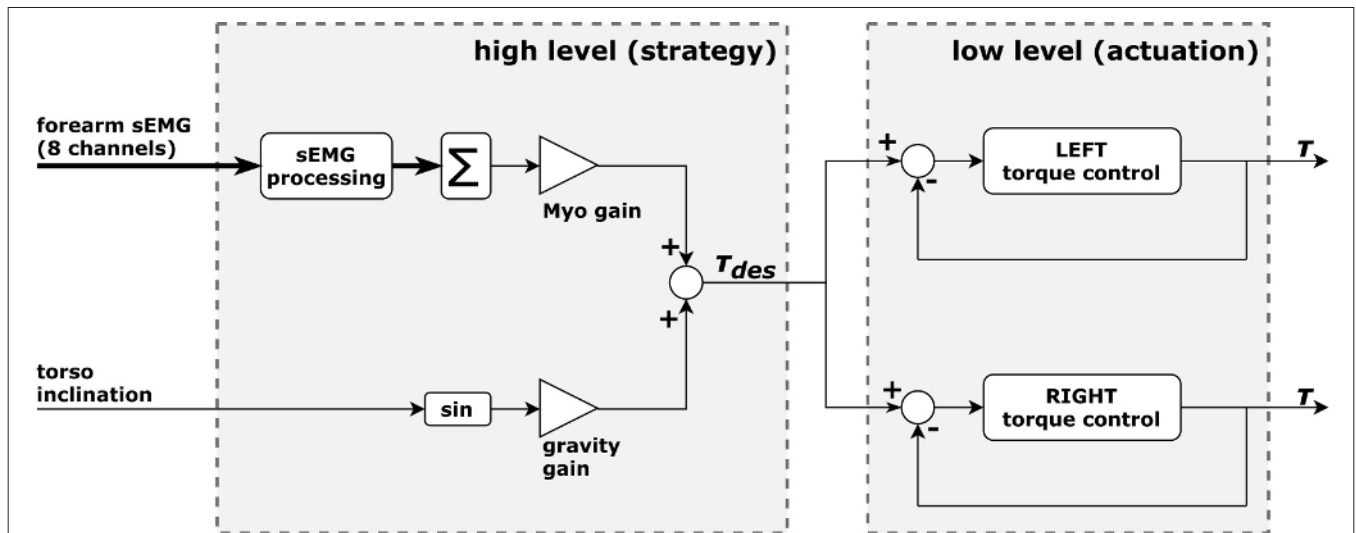 high level (strategy)
low level (actuation)
forearm sEMG
(8 channels)
sEMG
processing
Σ
Myo gain
+
+
τdes
torso
inclination
sin
gravity
gain
+
-
LEFT
torque control
τ
+
-
RIGHT
torque control
τ